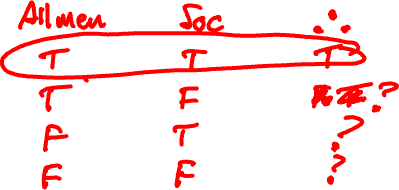 All men Soc ∴
T T T
T F ?
F T ?
F F ?